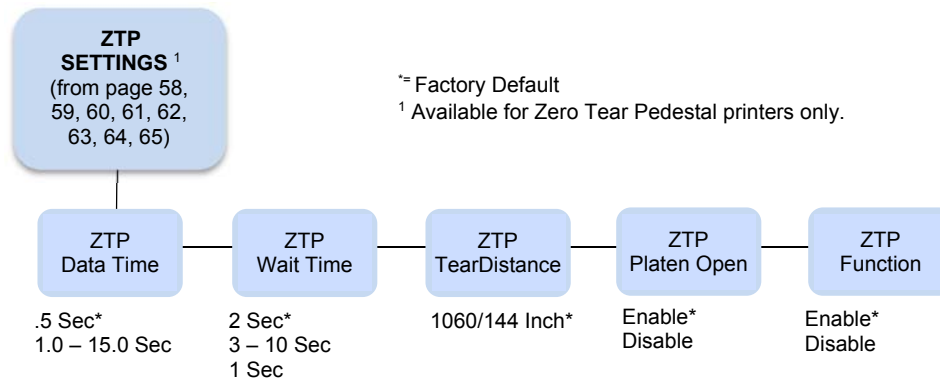 ZTP
SETTINGS ¹
(from page 58,
59, 60, 61, 62,
63, 64, 65)
*= Factory Default
¹ Available for Zero Tear Pedestal printers only.
ZTP
Data Time
ZTP
Wait Time
ZTP
TearDistance
ZTP
Platen Open
ZTP
Function
.5 Sec*
1.0 – 15.0 Sec
2 Sec*
3 – 10 Sec
1 Sec
1060/144 Inch*
Enable*
Disable
Enable*
Disable